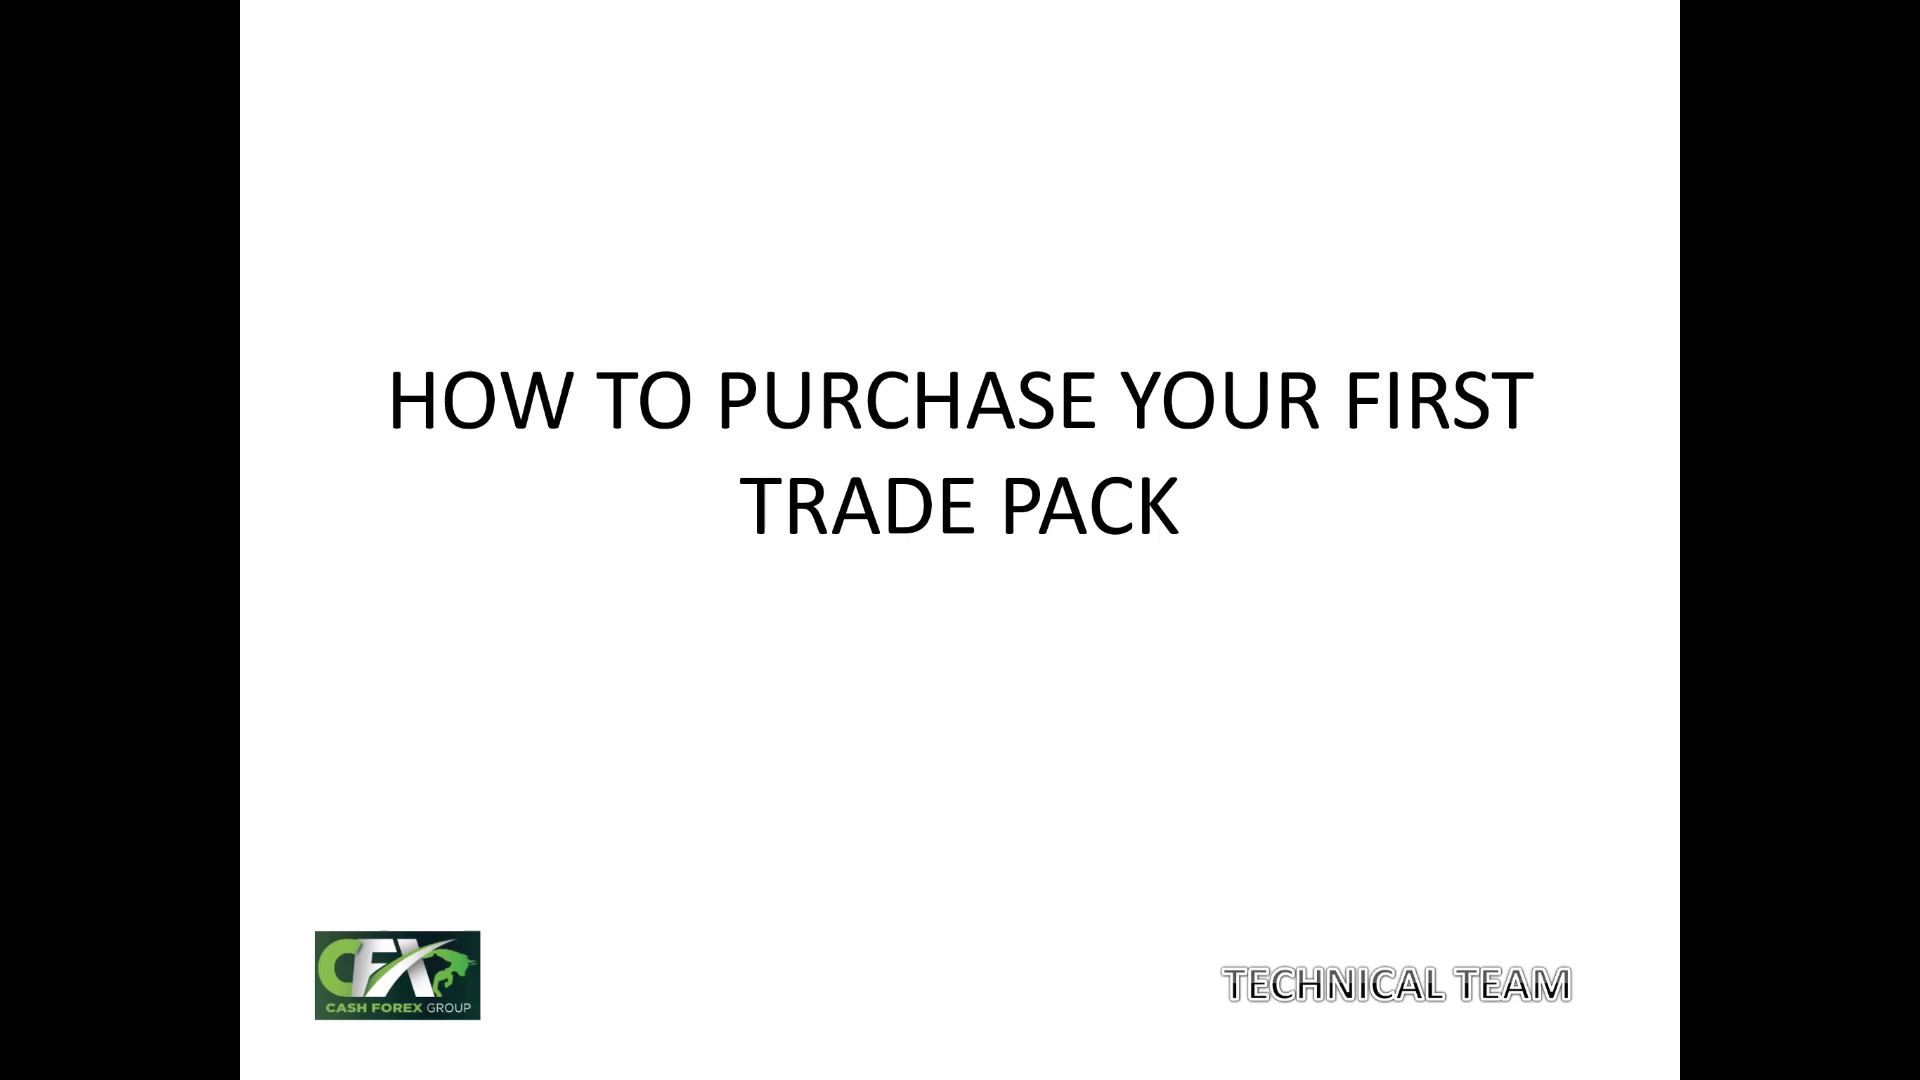 HOW TO PURCHASE YOUR FIRST
TRADE PACK
CFX
CASH FOREX GROUP
TECHNICAL TEAM